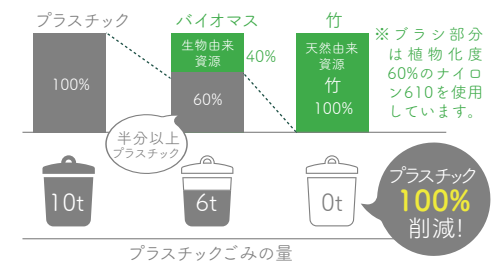 プラスチック
100%
バイオマス
生物由来
資源
40%
60%
半分以上
プラスチック
竹
天然由来
資源
竹
100%
※ブラシ部分
は植物化度
60%のナイロ
ン610を使用
しています。
10t
6t
0t
プラスチック
100%
削減!
プラスチックごみの量